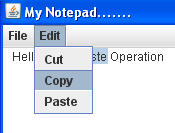 My Notepad.......
File Edit
Hell ste Operation
Cut
Copy
Paste